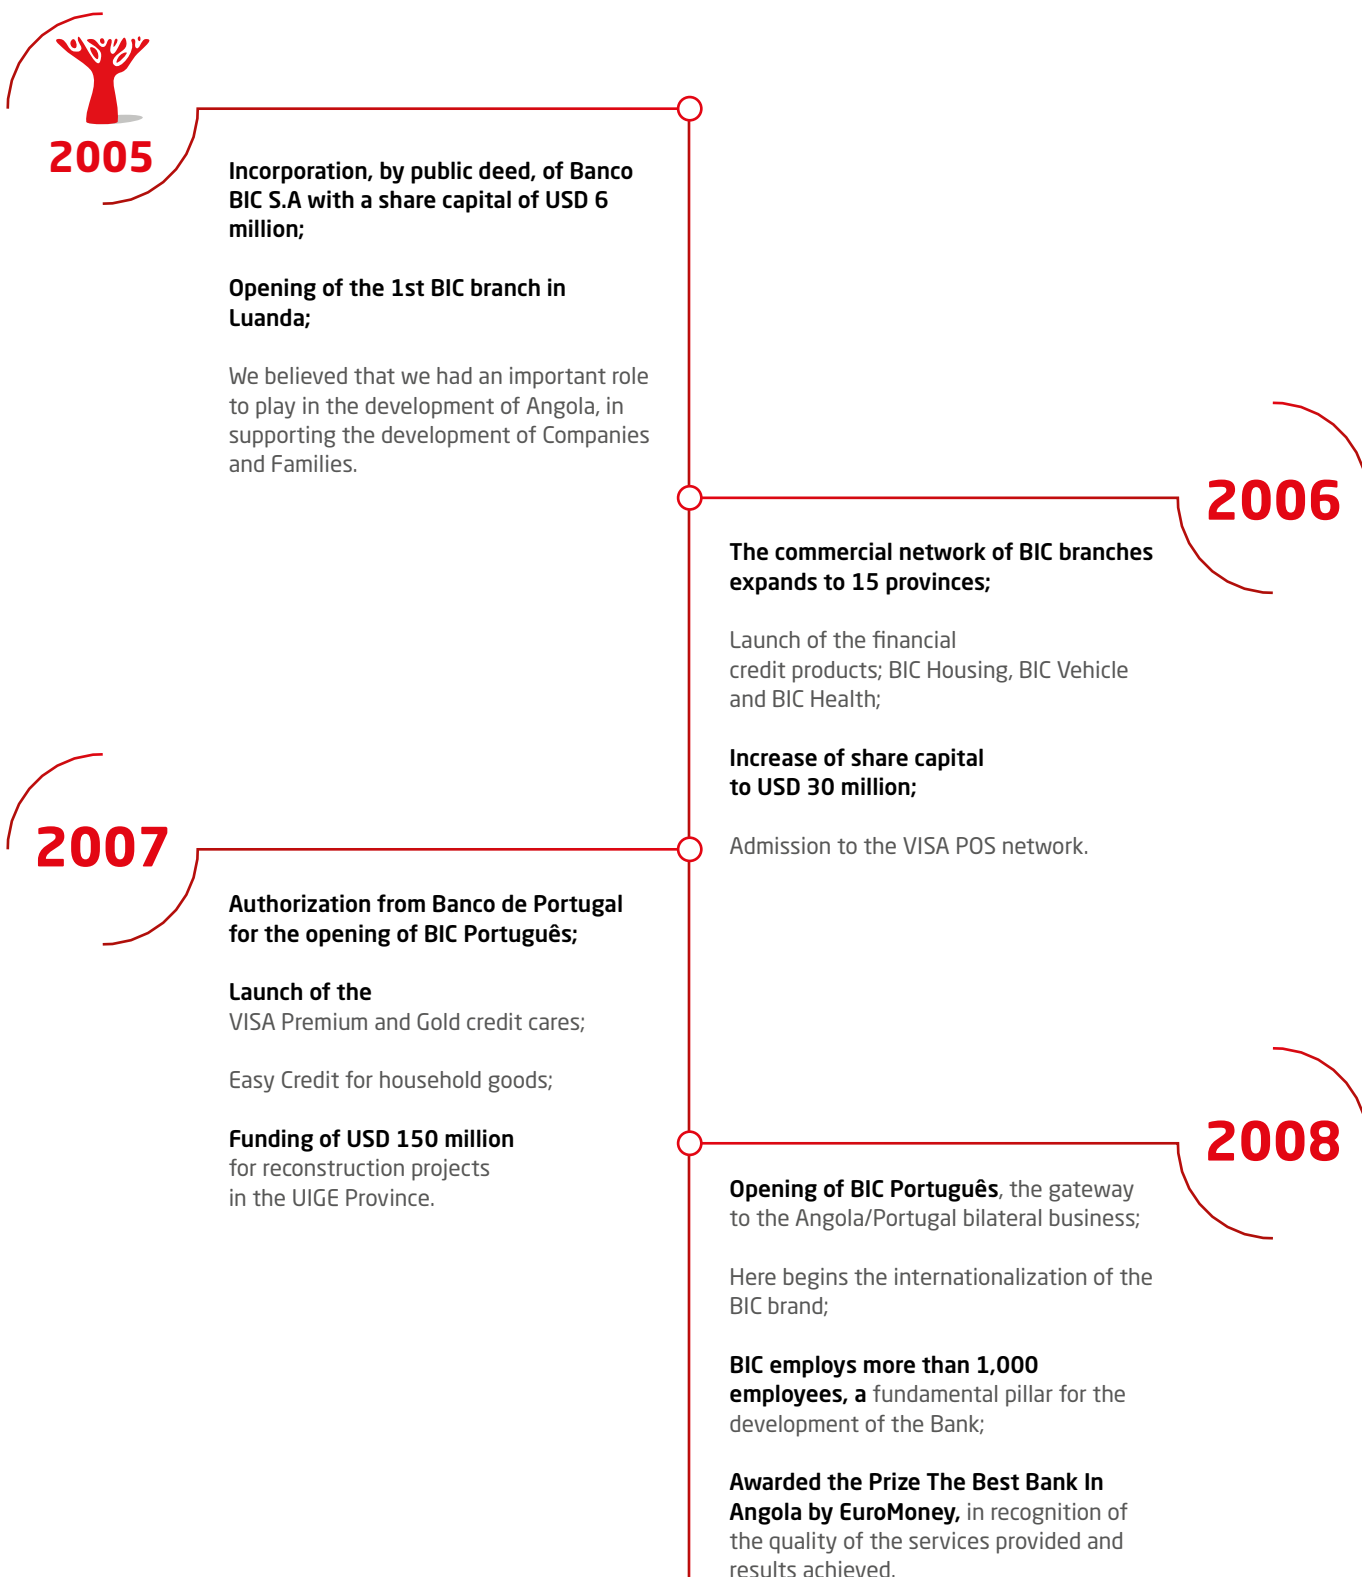 2005
Incorporation, by public deed, of Banco
BIC S.A with a share capital of USD 6
million;
Opening of the 1st BIC branch in
Luanda;
We believed that we had an important role
to play in the development of Angola, in
supporting the development of Companies
and Families.
2006
The commercial network of BIC branches
expands to 15 provinces;
Launch of the financial
credit products; BIC Housing, BIC Vehicle
and BIC Health;
Increase of share capital
to USD 30 million;
Admission to the VISA POS network.
2007
Authorization from Banco de Portugal
for the opening of BIC Português;
Launch of the
VISA Premium and Gold credit cares;
Easy Credit for household goods;
Funding of USD 150 million
for reconstruction projects
in the UIGE Province.
2008
Opening of BIC Português, the gateway
to the Angola/Portugal bilateral business;
Here begins the internationalization of the
BIC brand;
BIC employs more than 1,000
employees, a fundamental pillar for the
development of the Bank;
Awarded the Prize The Best Bank In
Angola by EuroMoney, in recognition of
the quality of the services provided and
results achieved.